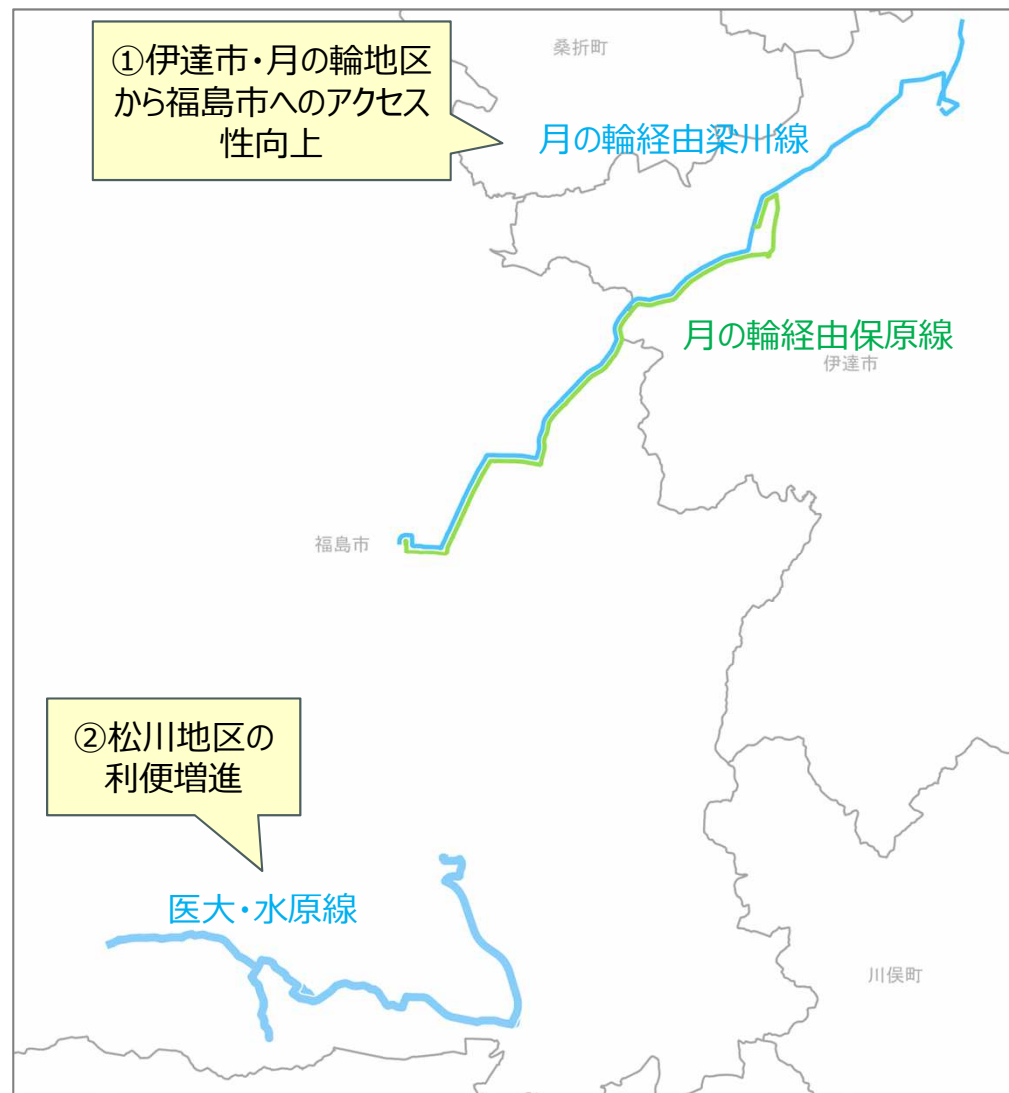 ①伊達市・月の輪地区
から福島市へのアクセス
性向上
桑折町
月の輪経由梁川線
月の輪経由保原線
伊達市
福島市
②松川地区の
利便増進
医大・水原線
川俣町